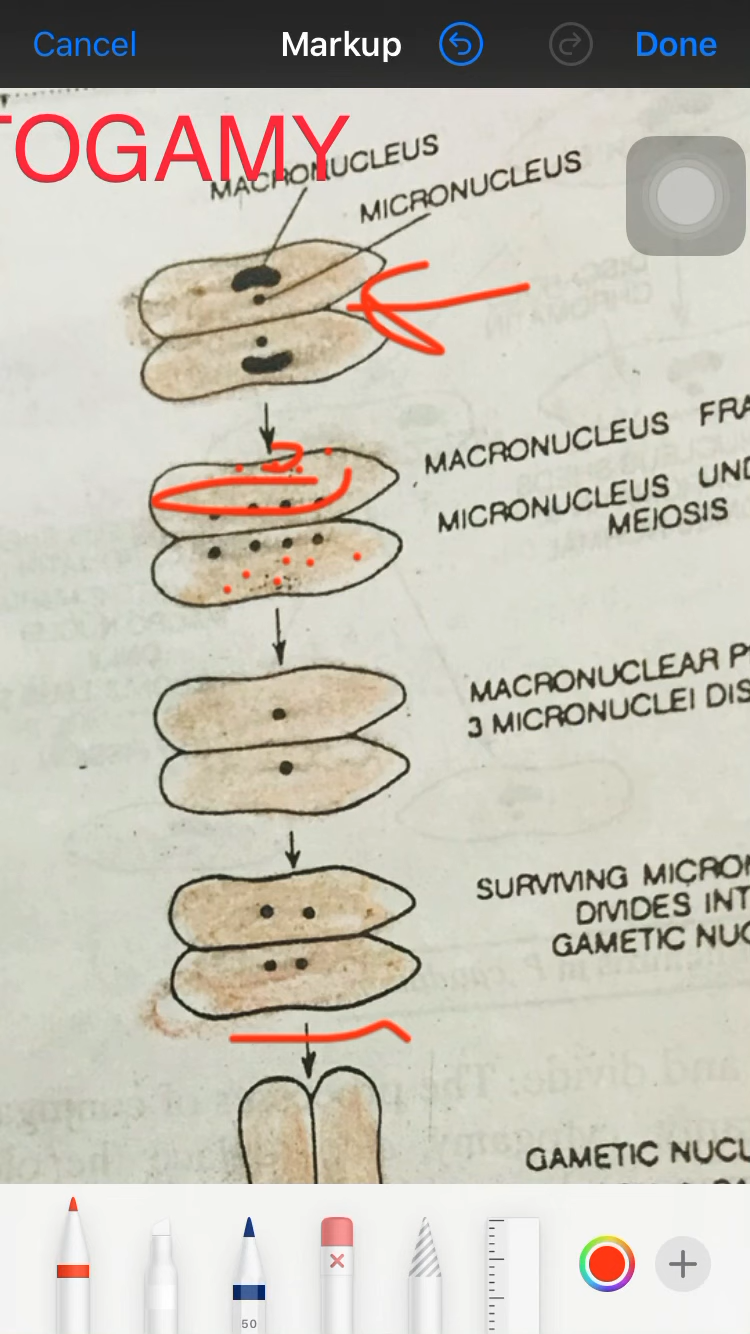 Cancel
Markup
Done
TOGAMY
MACRONUCLEUS
MICRONUCLEUS
MACRONUCLEUS FRA
MICRONUCLEUS UND
MEIOSIS
MACRONUCLEAR
3 MICRONUCLEI DIS
SURVIVING MICRON
DIVIDES INT
GAMETIC NUC
GAMETIC NUCL
50